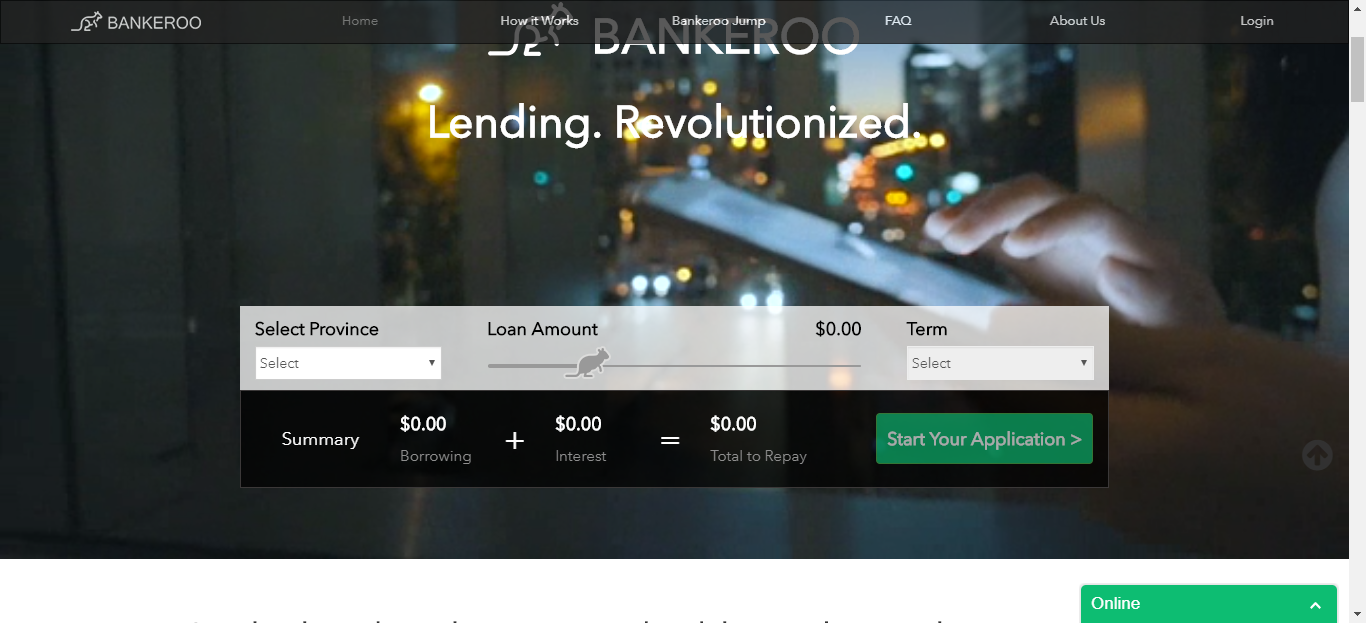 BANKEROO Home How it Works Bankeroo Jump FAQ About Us Login
BANKEROO
Lending. Revolutionized.
Select Province Loan Amount $0.00 Term
Select Select
Summary $0.00 + $0.00 = $0.00 Start Your Application >
Borrowing Interest Total to Repay
Online